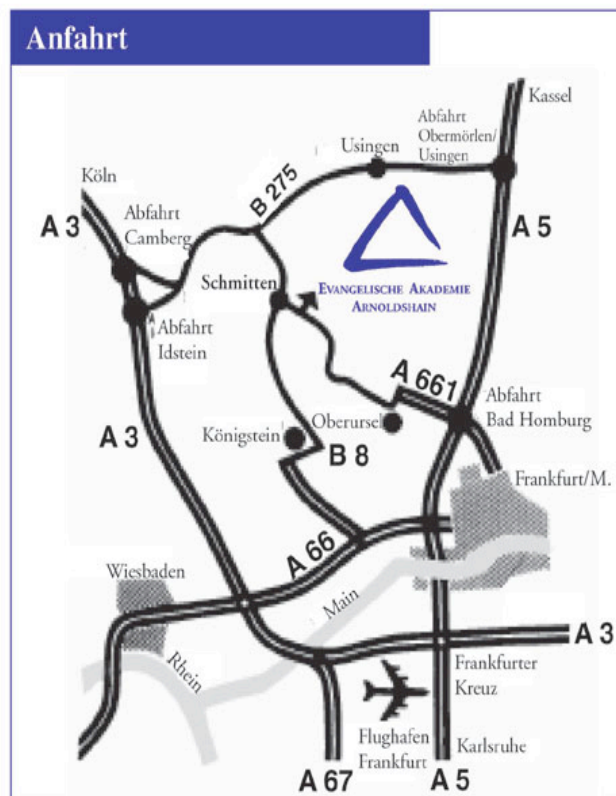 Anfahrt
Kassel
Abfahrt
Obermörlen/
Usingen
Usingen
Köln
A 3
B 275
Abfahrt
Camberg
A 5
Schmitten
EVANGELISCHE AKADEMIE
ARNOLDSHAIN
Abfahrt
Idstein
A 661
Abfahrt
Bad Homburg
A 3
Königstein
Oberursel
B 8
Frankfurt/M.
A 66
Wiesbaden
Main
Rhein
A 3
Frankfurter
Kreuz
Flughafen
Frankfurt
Karlsruhe
A 67
A 5